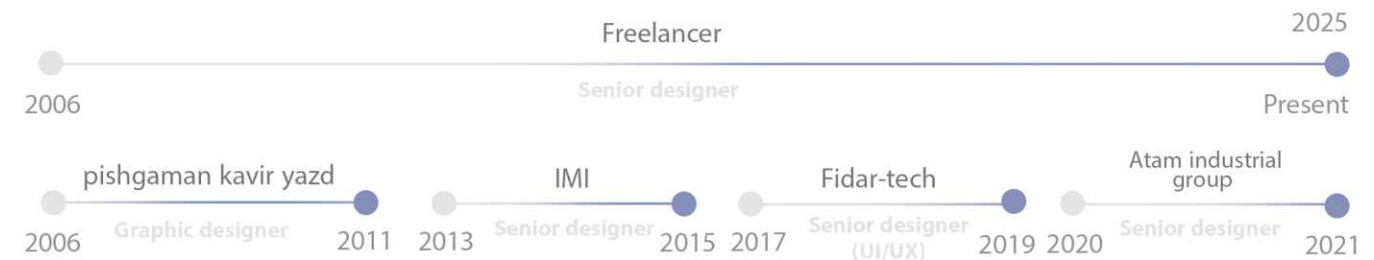 2025
Freelancer
Senior designer
2006
Present
pishgaman kavir yazd
Graphic designer
2006
2011
IMI
Senior designer
2013
2015
Fidar-tech
Senior designer
(UI/UX)
2017
2019
Atam industrial
group
Senior designer
2020
2021